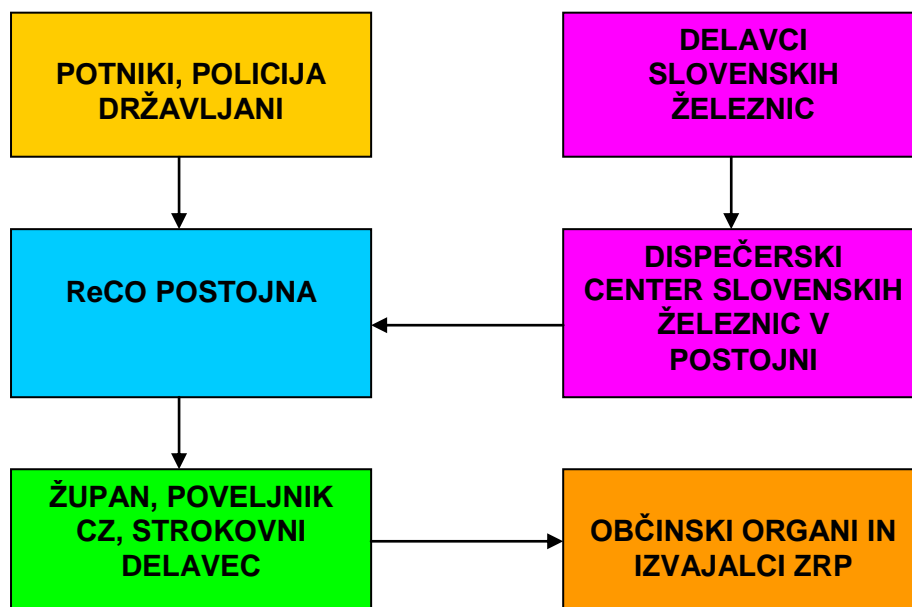 POTNIKI, POLICIJA
DRŽAVLJANI
DELAVCI
SLOVENSKIH
ŽELEZNIC
ReCO POSTOJNA
DISPEČERSKI
CENTER SLOVENSKIH
ŽELEZNIC V
POSTOJNI
ŽUPAN, POVELJNIK
CZ, STROKOVNI
DELAVEC
OBČINSKI ORGANI IN
IZVAJALCI ZRP